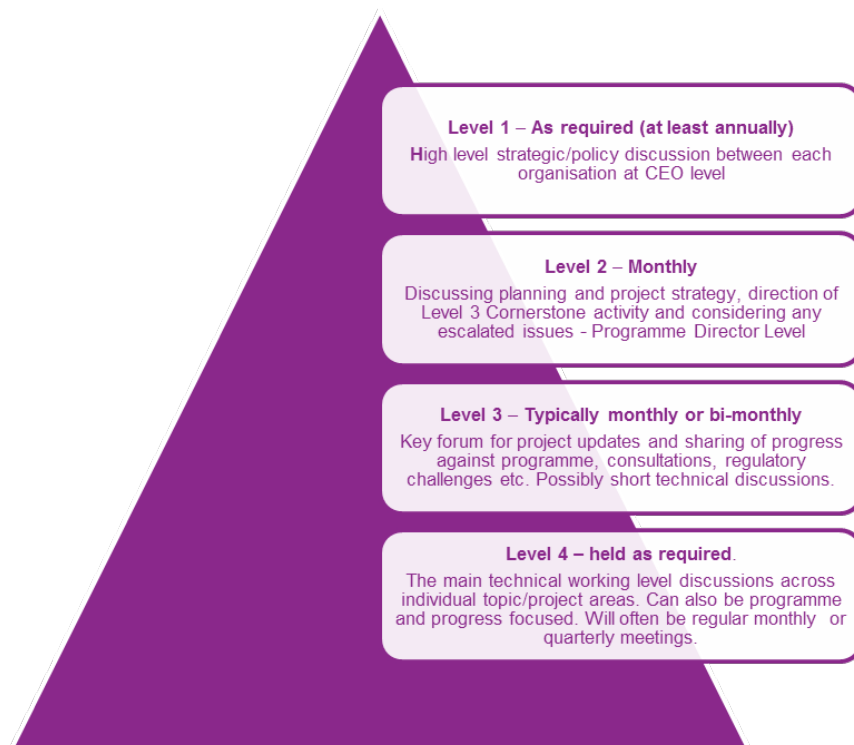 Level 1 – As required (at least annually)
High level strategic/policy discussion between each
organisation at CEO level
Level 2 – Monthly
Discussing planning and project strategy, direction of
Level 3 Cornerstone activity and considering any
escalated issues - Programme Director Level
Level 3 – Typically monthly or bi-monthly
Key forum for project updates and sharing of progress
against programme, consultations, regulatory
challenges etc. Possibly short technical discussions.
Level 4 – held as required.
The main technical working level discussions across
individual topic/project areas. Can also be programme
and progress focused. Will often be regular monthly or
quarterly meetings.